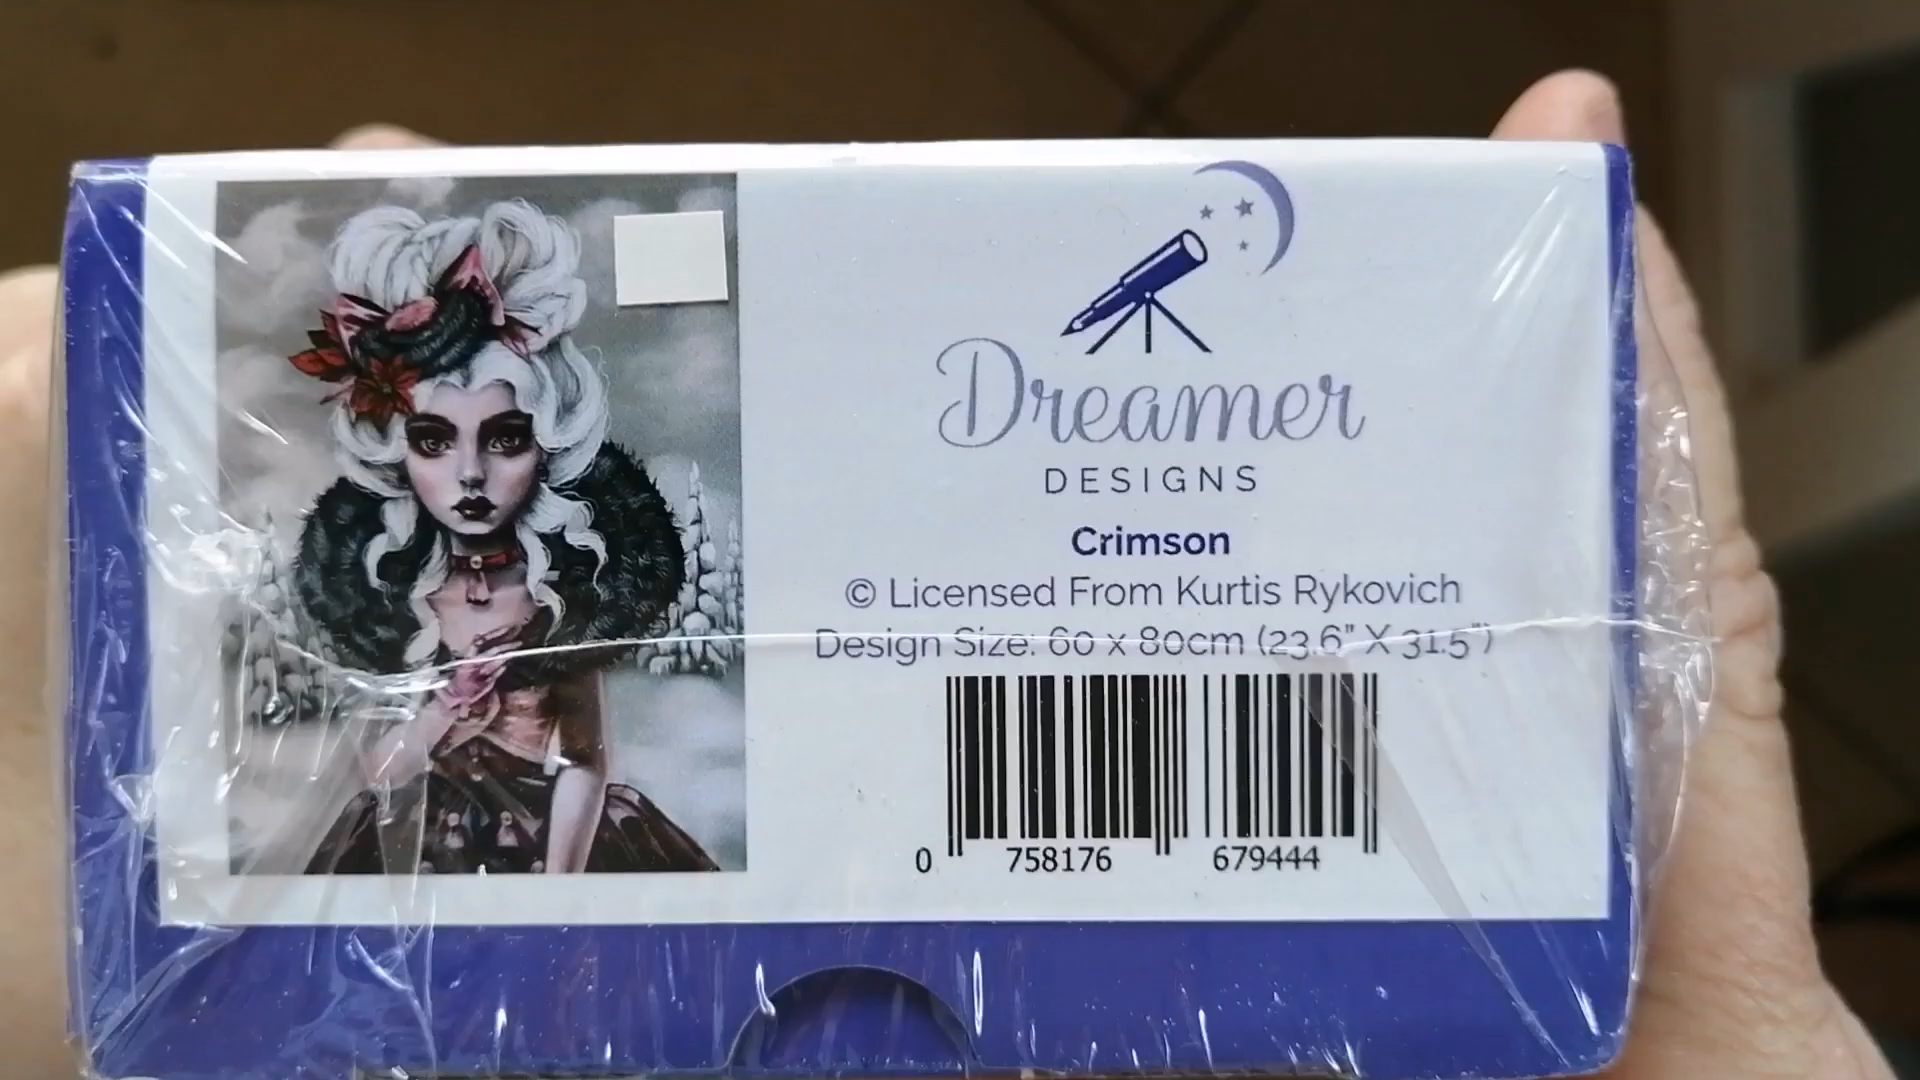 Dreamer
DESIGNS
Crimson
© Licensed From Kurtis Rykovich
Design Size: 60 x 80cm (23.6" X 31.5")
0 758176 679444